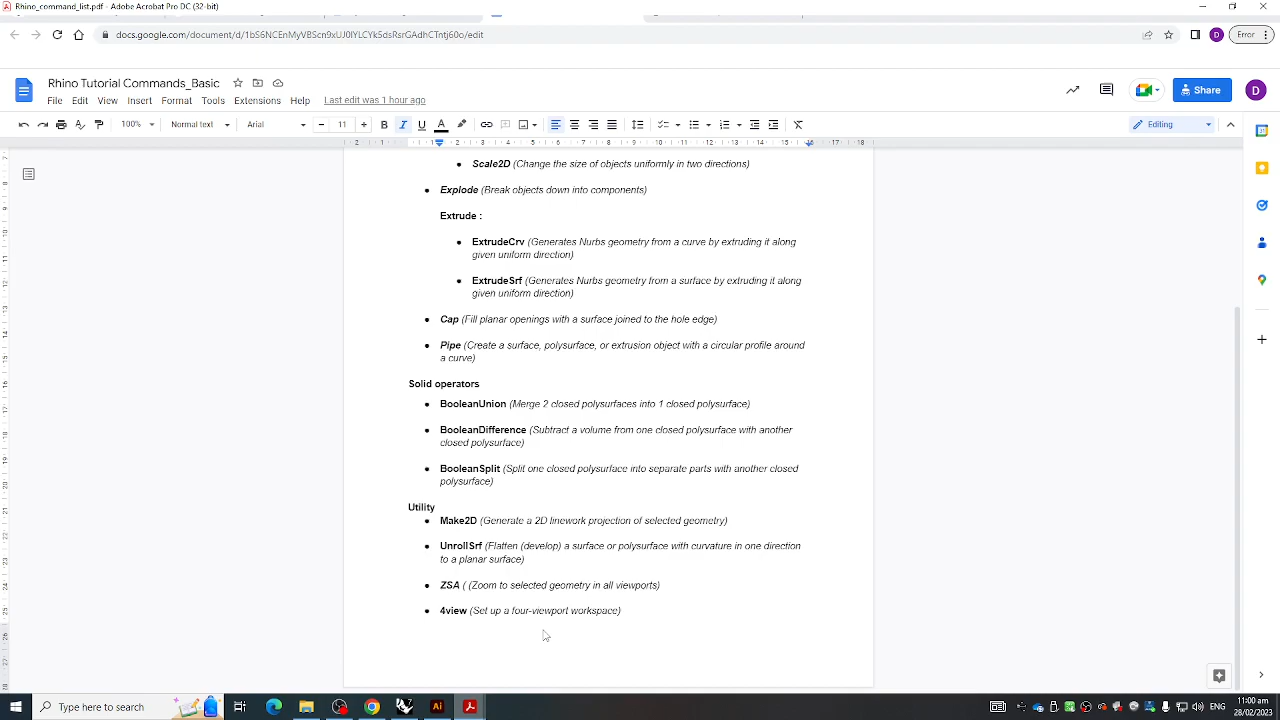 Rhino_command_list.pdf - Adobe Acrobat Pro DC (32-bit)
docs.google.com/document/d/1bS6NCEnMyVBScn9xUJ0lYLCYk5dsRsrGAdhCTntj60o/edit
D
Error
Rhino Tutorial Commands_Basic
File Edit View Insert Format Tools Extensions Help Last edit was 1 hour ago
Share
D
100% Normal text Arial 11 B I U A
Editing
Scale2D (Change the size of objects uniformly in two directions)
Explode (Break objects down into components)
Extrude :
ExtrudeCrv (Generates Nurbs geometry from a curve by extruding it along
given uniform direction)
ExtrudeSrf (Generates Nurbs geometry from a surface by extruding it along
given uniform direction)
Cap (Fill planar openings with a surface joined to the hole edge)
Pipe (Create a surface, polysurface, or extrusion object with a circular profile around
a curve)
Solid operators
BooleanUnion (Merge 2 closed polysurfaces into 1 closed polysurface)
BooleanDifference (Subtract a volume from one closed polysurface with another
closed polysurface)
BooleanSplit (Split one closed polysurface into separate parts with another closed
polysurface)
Utility
Make2D (Generate a 2D linework projection of selected geometry)
UnrollSrf (Flatten (develop) a surface or polysurface with curvature in one direction
to a planar surface)
ZSA ( (Zoom to selected geometry in all viewports)
4view (Set up a four-viewport workspace)
Type here to search
Ai
ENG
11:00 am
28/02/2023